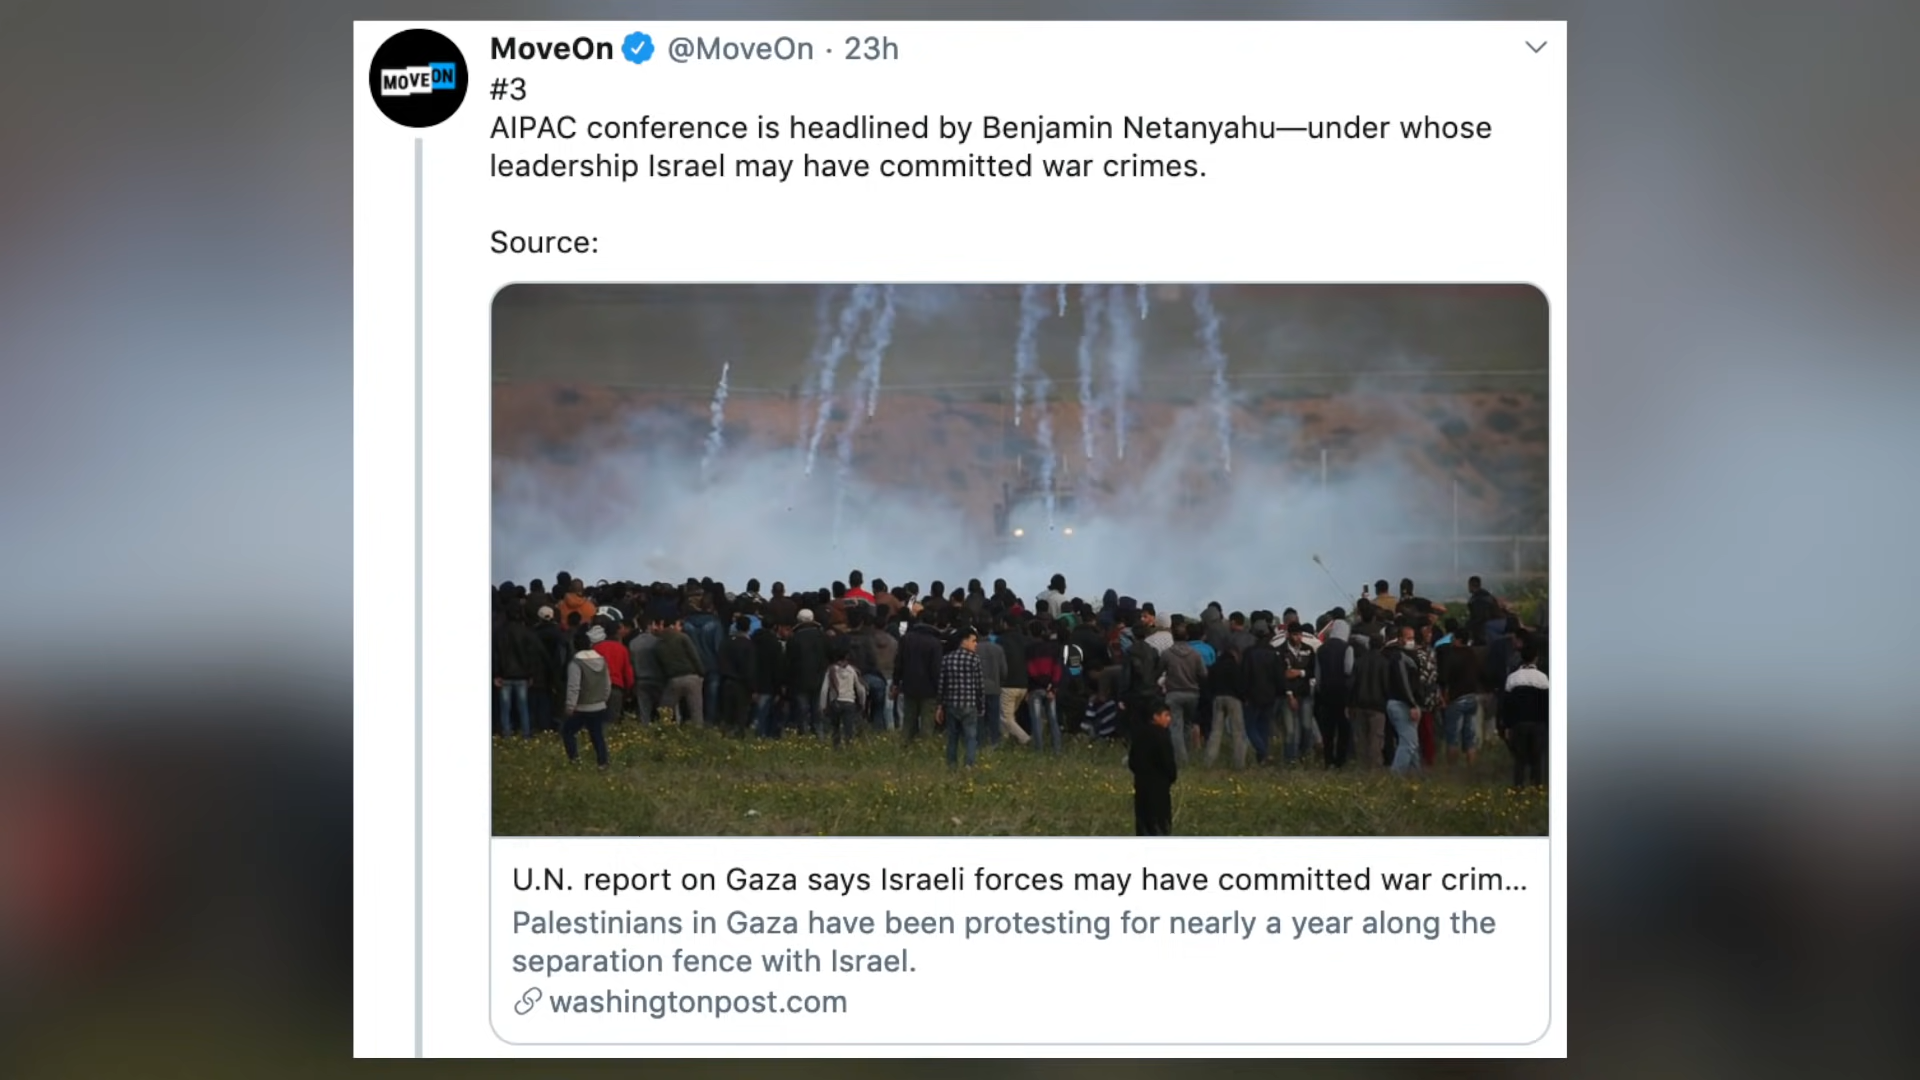 MOVEON
MoveOn @MoveOn · 23h
#3
AIPAC conference is headlined by Benjamin Netanyahu—under whose
leadership Israel may have committed war crimes.
Source:
U.N. report on Gaza says Israeli forces may have committed war crim...
Palestinians in Gaza have been protesting for nearly a year along the
separation fence with Israel.
washingtonpost.com